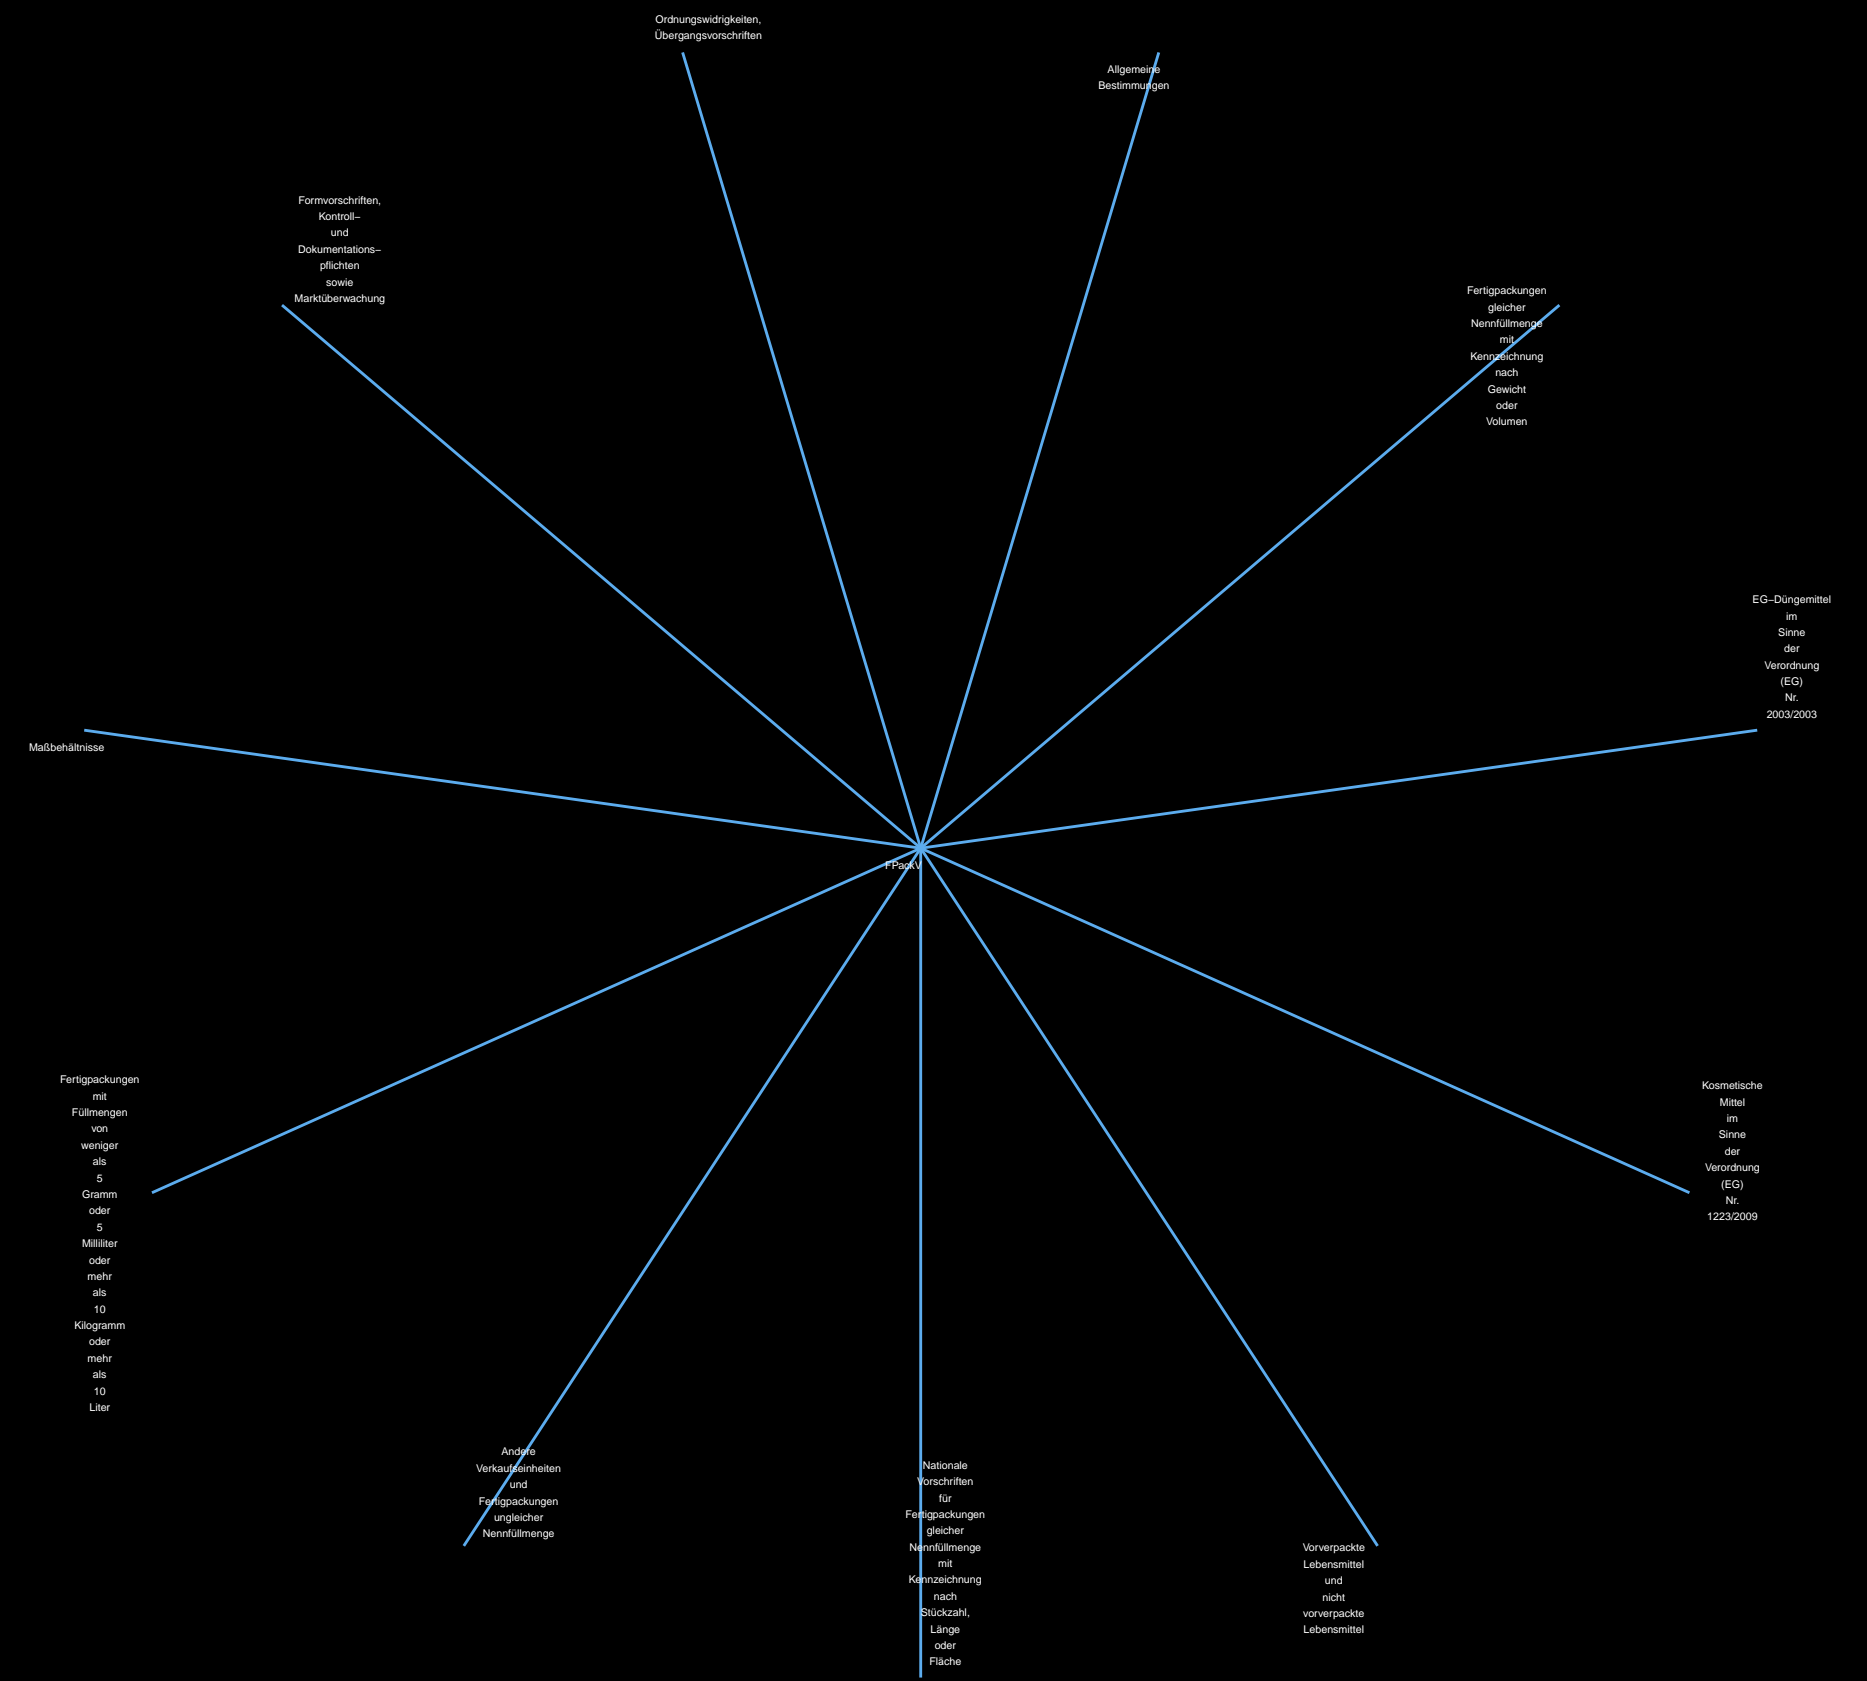 Ordnungswidrigkeiten,
Übergangsvorschriften
Allgemeine
Bestimmungen
Formvorschriften,
Kontroll–
und
Dokumentations–
pflichten
sowie
Marktüberwachung
Fertigpackungen
gleicher
Nennfüllmenge
mit
Kennzeichnung
nach
Gewicht
oder
Volumen
EG–Düngemittel
im
Sinne
der
Verordnung
(EG)
Nr.
2003/2003
Maßbehältnisse
FPackV
Fertigpackungen
mit
Füllmengen
von
weniger
als
5
Gramm
oder
5
Milliliter
oder
mehr
als
10
Kilogramm
oder
mehr
als
10
Liter
Kosmetische
Mittel
im
Sinne
der
Verordnung
(EG)
Nr.
1223/2009
Andere
Verkaufseinheiten
und
Fertigpackungen
ungleicher
Nennfüllmenge
Nationale
Vorschriften
für
Fertigpackungen
gleicher
Nennfüllmenge
mit
Kennzeichnung
nach
Stückzahl,
Länge
oder
Fläche
Vorverpackte
Lebensmittel
und
nicht
vorverpackte
Lebensmittel